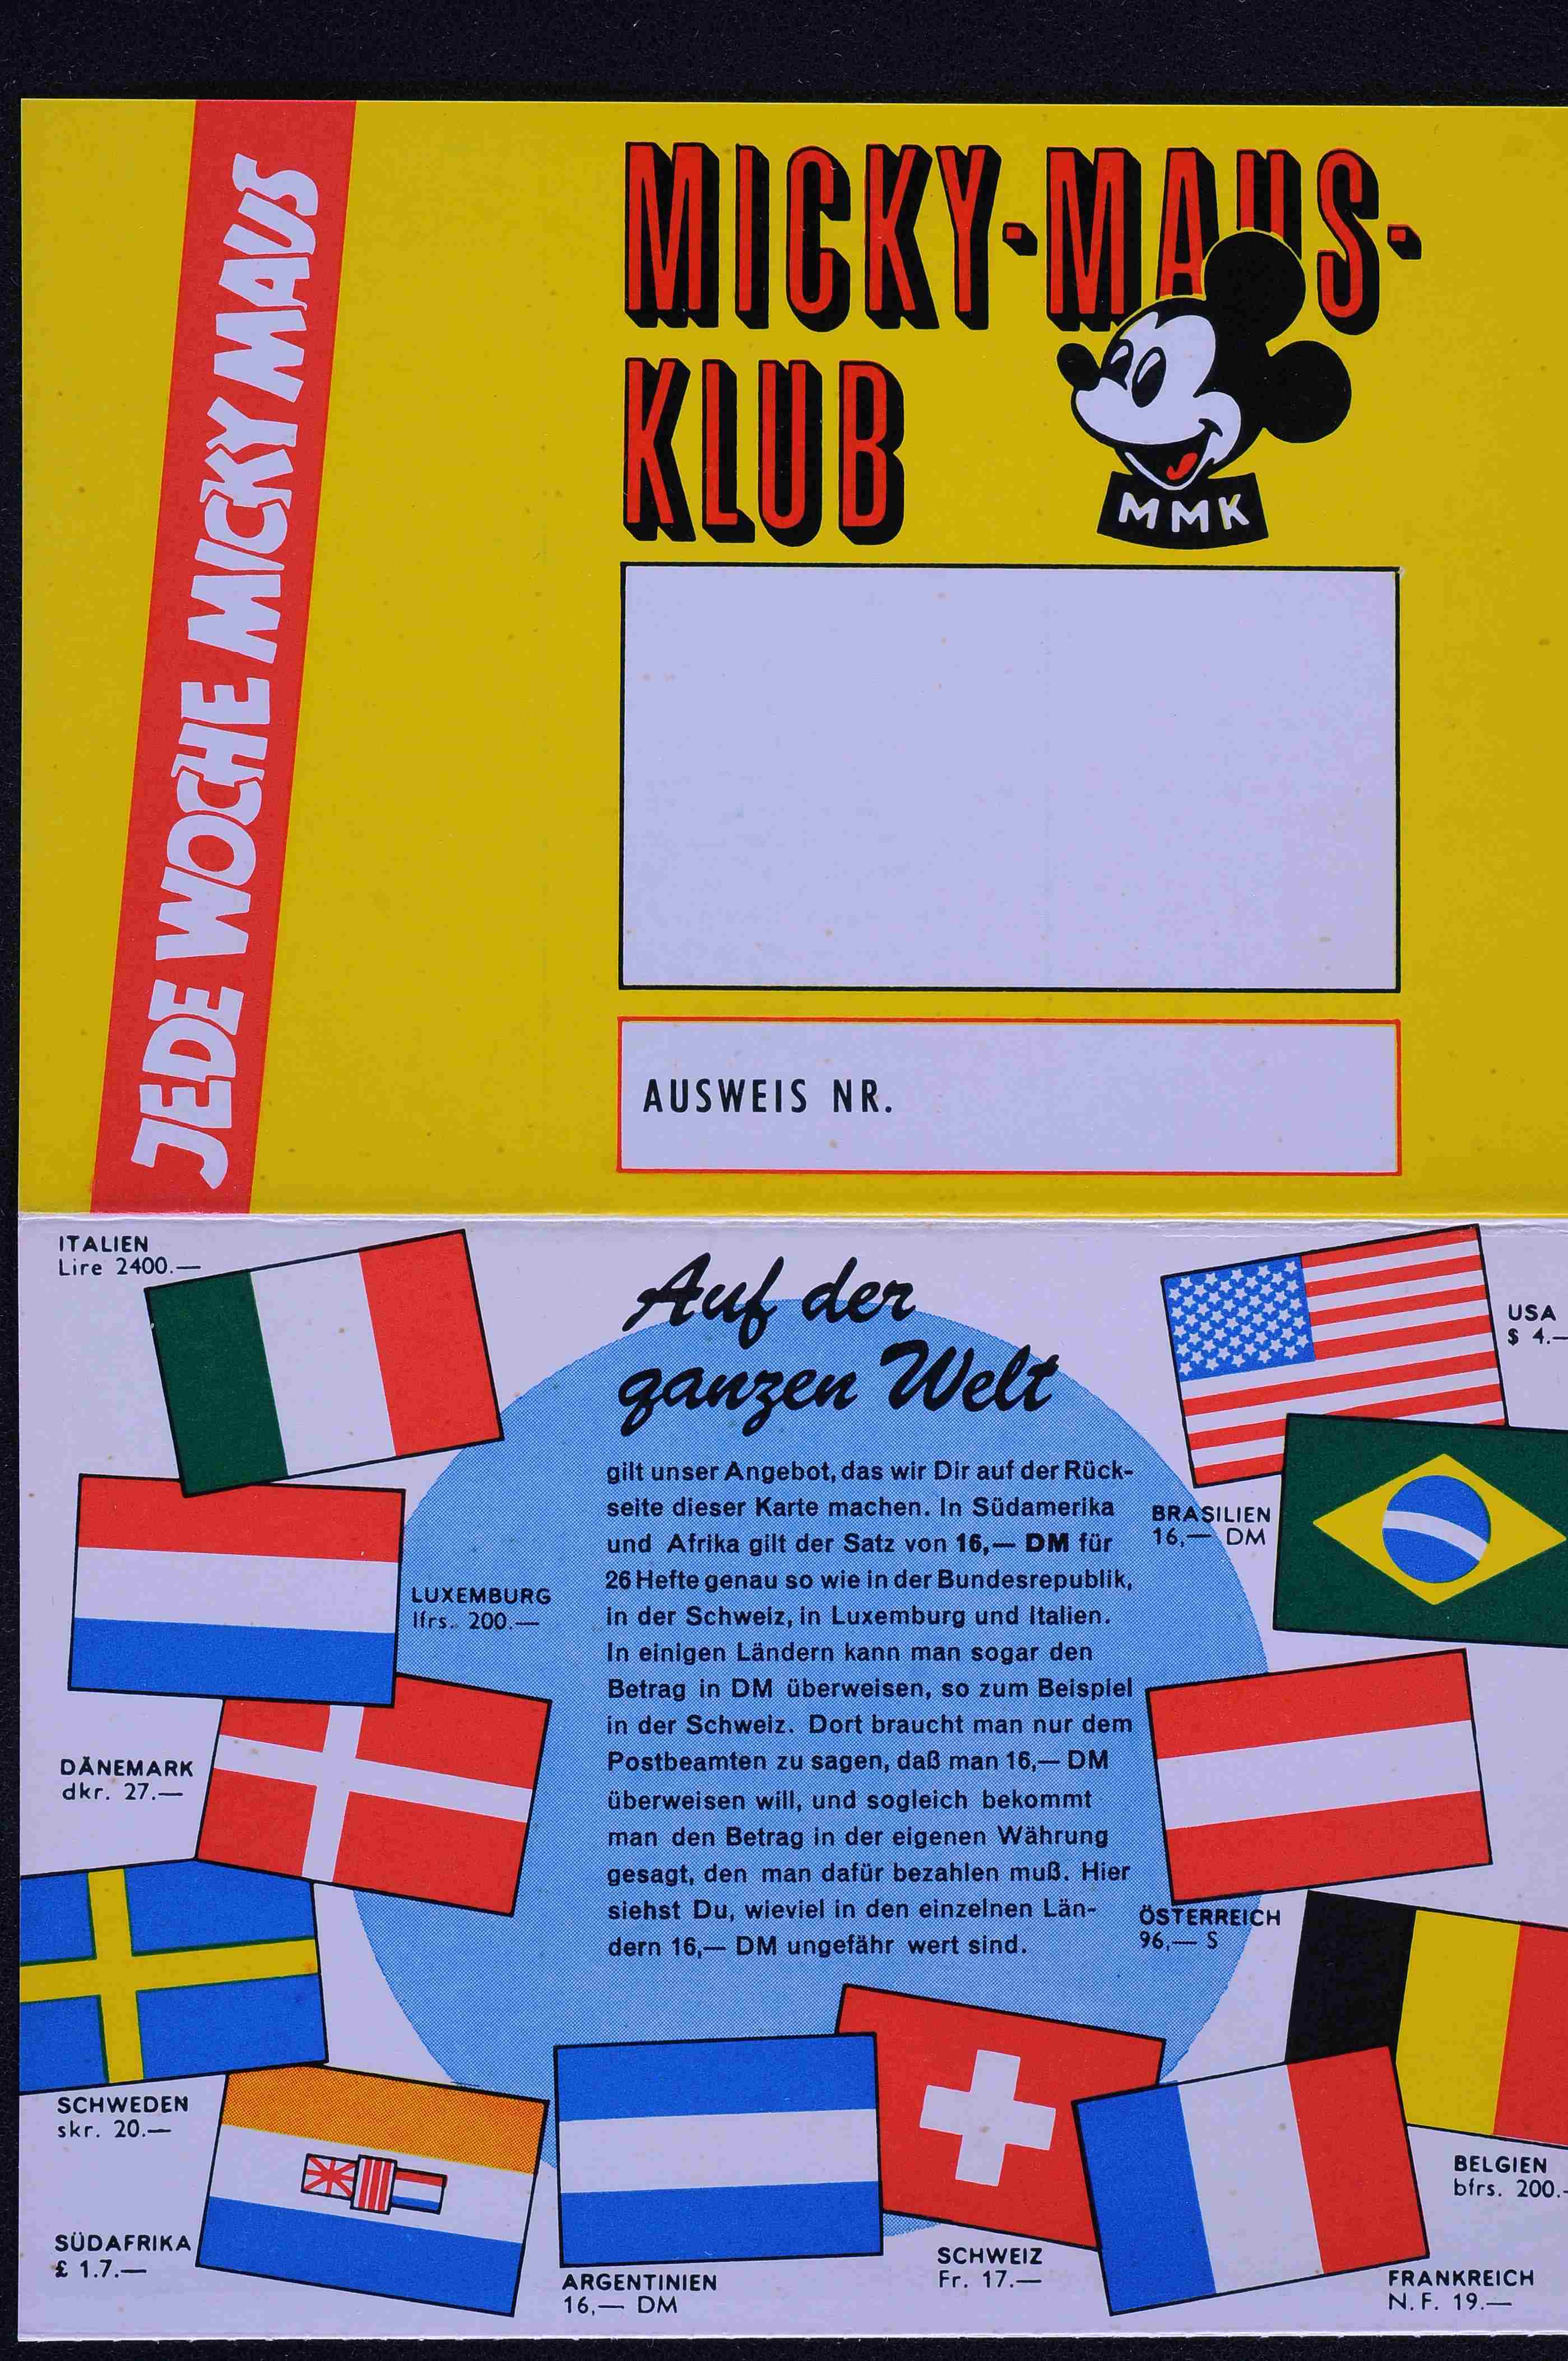 JEDE WOCHE MICKY MAUS
MICKY-MAUS-
KLUB
MMK
AUSWEIS NR.
ITALIEN
Lire 2400.—
Auf der
ganzen Welt
gilt unser Angebot, das wir Dir auf der Rück-
seite dieser Karte machen. In Südamerika
und Afrika gilt der Satz von 16,— DM für
26 Hefte genau so wie in der Bundesrepublik,
in der Schweiz, in Luxemburg und Italien.
In einigen Ländern kann man sogar den
Betrag in DM überweisen, so zum Beispiel
in der Schweiz. Dort braucht man nur dem
Postbeamten zu sagen, daß man 16,— DM
überweisen will, und sogleich bekommt
man den Betrag in der eigenen Währung
gesagt, den man dafür bezahlen muß. Hier
siehst Du, wieviel in den einzelnen Län-
dern 16,— DM ungefähr wert sind.
USA
$ 4.—
BRASILIEN
16,— DM
LUXEMBURG
lfrs. 200.—
DÄNEMARK
dkr. 27.—
ÖSTERREICH
96,— S
SCHWEDEN
skr. 20.—
BELGIEN
bfrs. 200.-
SÜDAFRIKA
£ 1.7.—
ARGENTINIEN
16,— DM
SCHWEIZ
Fr. 17.—
FRANKREICH
N.F. 19.—